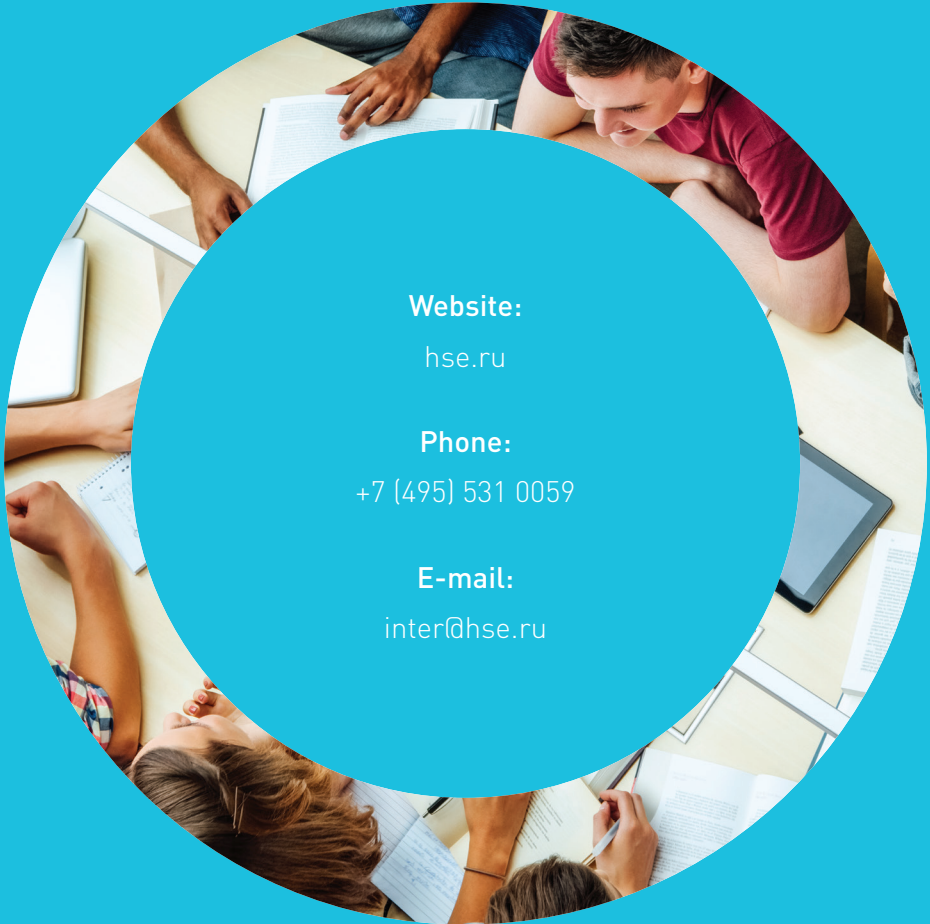 Website:
hse.ru
Phone:
+7 (495) 531 0059
E-mail:
inter@hse.ru